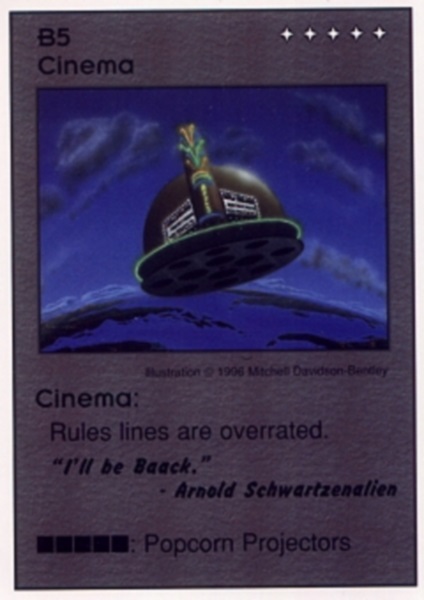 B5
Cinema
Illustration © 1996 Mitchell Davidson-Bentley
Cinema:
Rules lines are overrated.
"I'll be Baack."
- Arnold Schwartzenalien
■■■■■: Popcorn Projectors